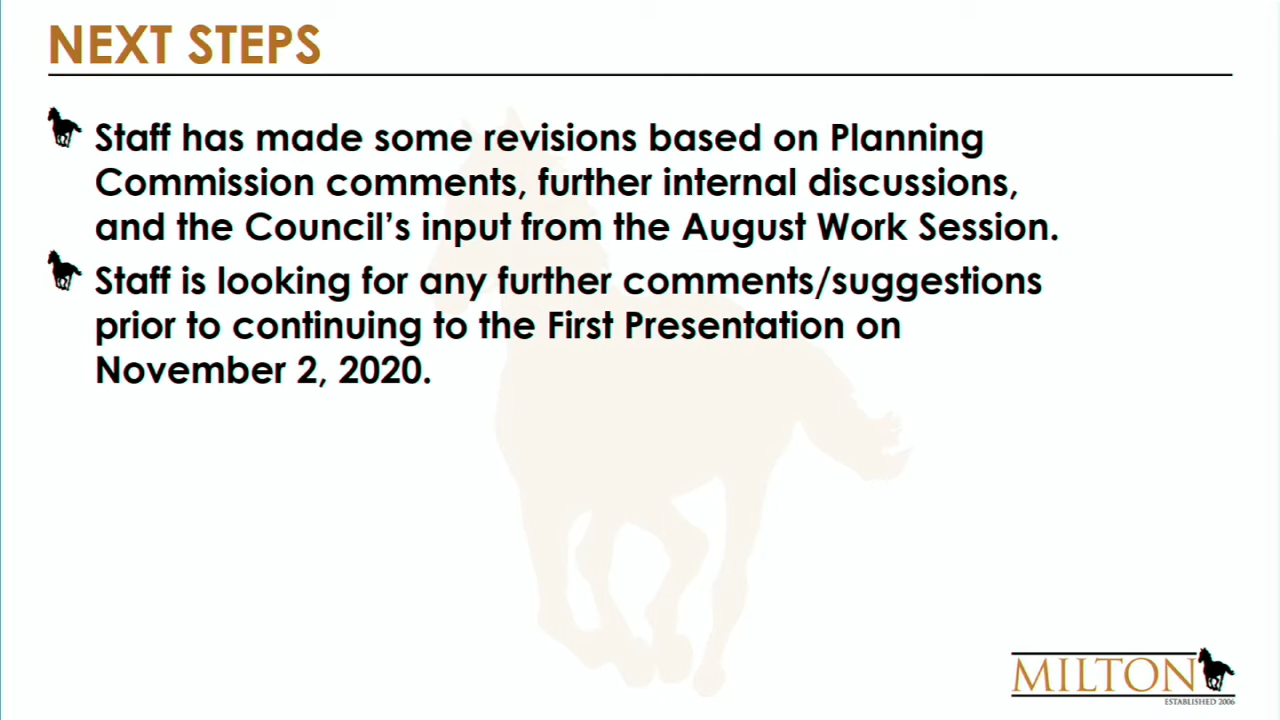 NEXT STEPS
Staff has made some revisions based on Planning
Commission comments, further internal discussions,
and the Council’s input from the August Work Session.
Staff is looking for any further comments/suggestions
prior to continuing to the First Presentation on
November 2, 2020.
MILTON
ESTABLISHED 2006